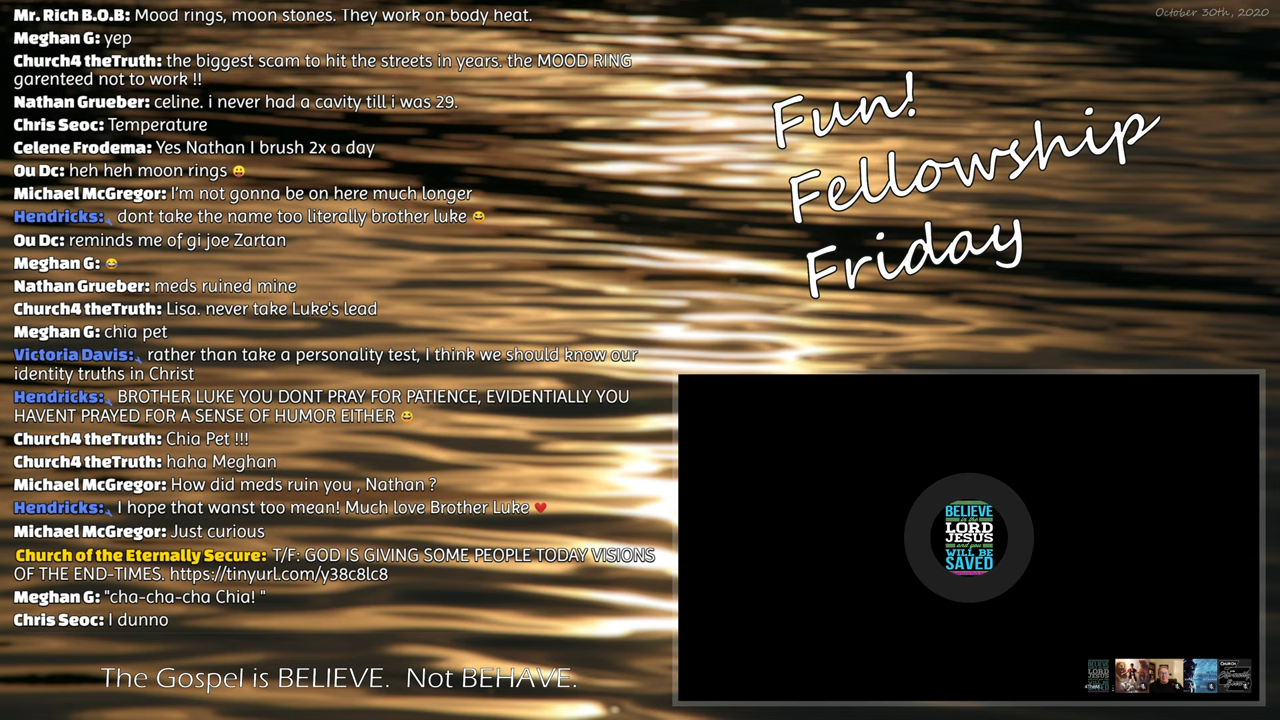 Mr. Rich B.O.B: Mood rings, moon stones. They work on body heat.
Meghan G: yep
Church4 theTruth: the biggest scam to hit the streets in years. the MOOD RING
garenteed not to work !!
Nathan Grueber: celine. i never had a cavity till i was 29.
Chris Seoc: Temperature
Celene Frodema: Yes Nathan I brush 2x a day
Ou Dc: heh heh moon rings 😛
Michael McGregor: I'm not gonna be on here much longer
Hendricks: dont take the name too literally brother luke 😄
Ou Dc: reminds me of gi joe Zartan
Meghan G: 😂
Nathan Grueber: meds ruined mine
Church4 theTruth: Lisa. never take Luke's lead
Meghan G: chia pet
Victoria Davis: rather than take a personality test, I think we should know our
identity truths in Christ
Hendricks: BROTHER LUKE YOU DONT PRAY FOR PATIENCE, EVIDENTIALLY YOU
HAVENT PRAYED FOR A SENSE OF HUMOR EITHER 😄
Church4 theTruth: Chia Pet !!!
Church4 theTruth: haha Meghan
Michael McGregor: How did meds ruin you , Nathan ?
Hendricks: I hope that wanst too mean! Much love Brother Luke ❤️
Michael McGregor: Just curious
Church of the Eternally Secure: T/F: GOD IS GIVING SOME PEOPLE TODAY VISIONS
OF THE END-TIMES. https://tinyurl.com/y38c8lc8
Meghan G: "cha-cha-cha Chia! "
Chris Seoc: I dunno
The Gospel is BELIEVE. Not BEHAVE.
October 30th, 2020
Fun!
Fellowship
Friday
BELIEVE
in the
LORD
JESUS
and you
WILL BE
SAVED